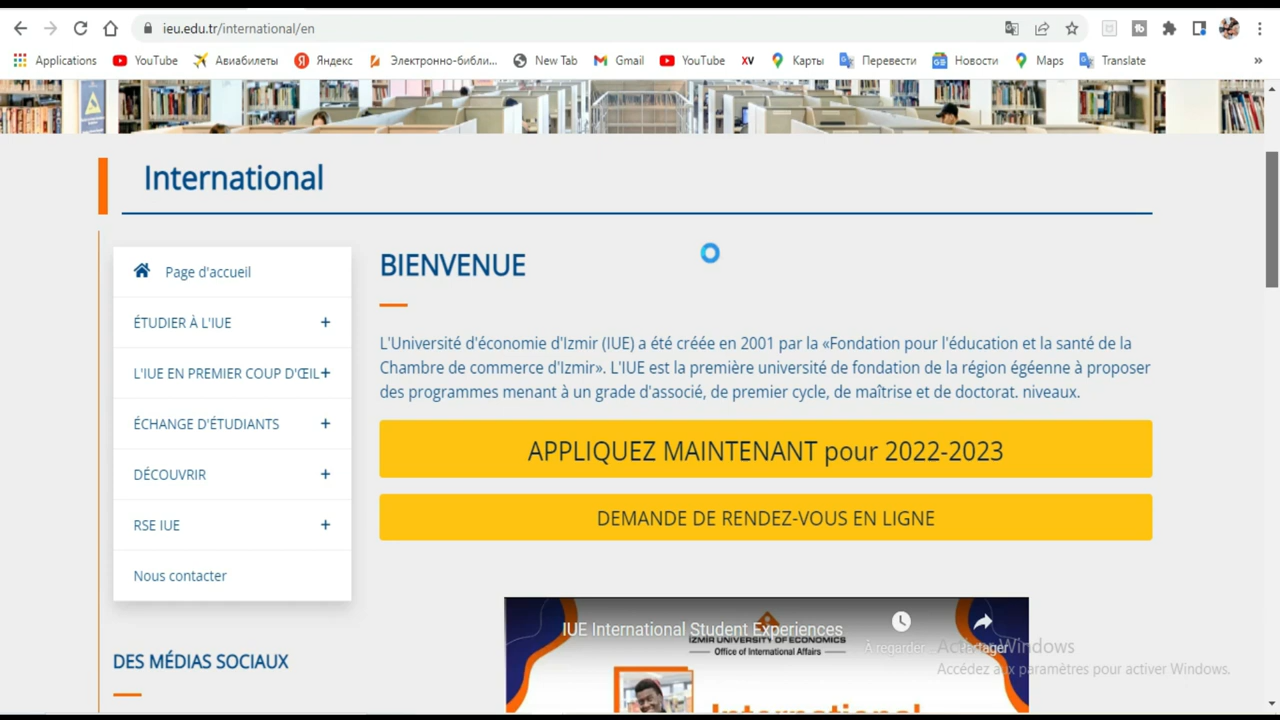 ieu.edu.tr/international/en
Applications YouTube Авиабилеты Яндекс Электронно-библи... New Tab Gmail YouTube XV Карты Перевести Новости Maps Translate »
International
Page d'accueil
ÉTUDIER À L'IUE +
L'IUE EN PREMIER COUP D'ŒIL+
ÉCHANGE D'ÉTUDIANTS +
DÉCOUVRIR +
RSE IUE +
Nous contacter
DES MÉDIAS SOCIAUX
BIENVENUE
L'Université d'économie d'Izmir (IUE) a été créée en 2001 par la «Fondation pour l'éducation et la santé de la
Chambre de commerce d'Izmir». L'IUE est la première université de fondation de la région égéenne à proposer
des programmes menant à un grade d'associé, de premier cycle, de maîtrise et de doctorat. niveaux.
APPLIQUEZ MAINTENANT pour 2022-2023
DEMANDE DE RENDEZ-VOUS EN LIGNE
IUE International Student Experiences
IZMIR UNIVERSITY OF ECONOMICS
Office of International Affairs
À regarder Partager
International
Activer Windows
Accédez aux paramètres pour activer Windows.